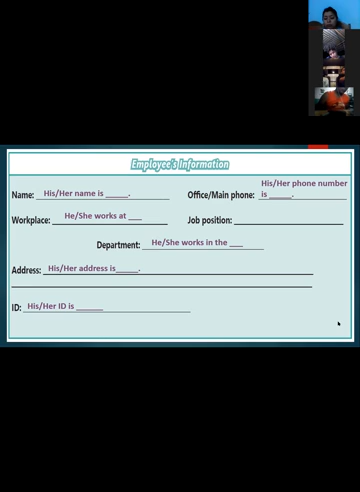 Employee's Information
His/Her phone number
Name: His/Her name is _____. Office/Main phone: is _____.
Workplace: He/She works at ___ Job position:
Department: He/She works in the ___
Address: His/Her address is_____.
ID: His/Her ID is ______